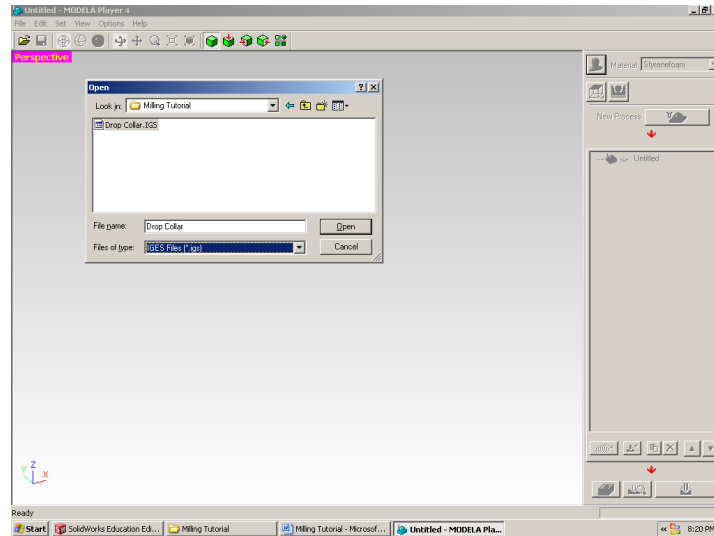 Untitled - MODELA Player 4
File Edit Set View Options Help
Perspective
Open
Look in: Milling Tutorial
Drop Collar.IGS
File name: Drop Collar Open
Files of type: IGES Files (*.igs) Cancel
Material Styrenefoam
New Process
Untitled
Z
Y
X
Ready
Start SolidWorks Education Edi... Milling Tutorial Milling Tutorial - Microsof... Untitled - MODELA Pla... « 8:20 PM